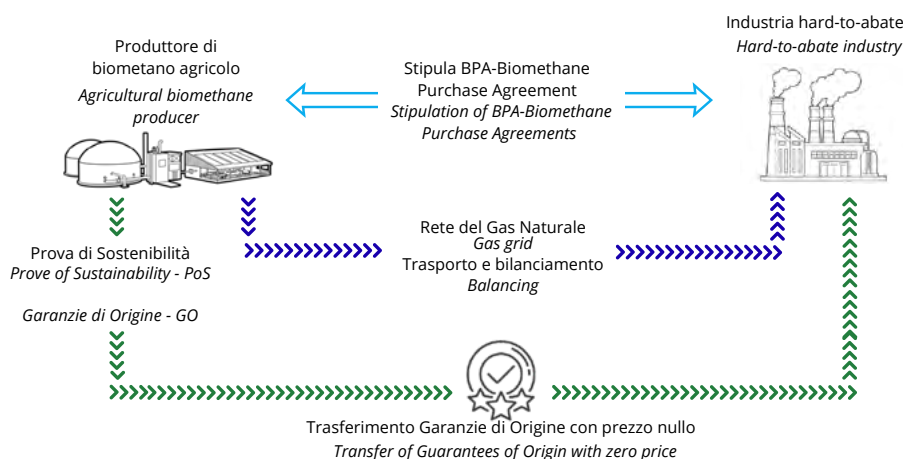 Produttore di
biometano agricolo
Agricultural biomethane
producer
Stipula BPA-Biomethane
Purchase Agreement
Stipulation of BPA-Biomethane
Purchase Agreements
Industria hard-to-abate
Hard-to-abate industry
Prova di Sostenibilità
Prove of Sustainability - PoS
Garanzie di Origine - GO
Rete del Gas Naturale
Gas grid
Trasporto e bilanciamento
Balancing
Trasferimento Garanzie di Origine con prezzo nullo
Transfer of Guarantees of Origin with zero price